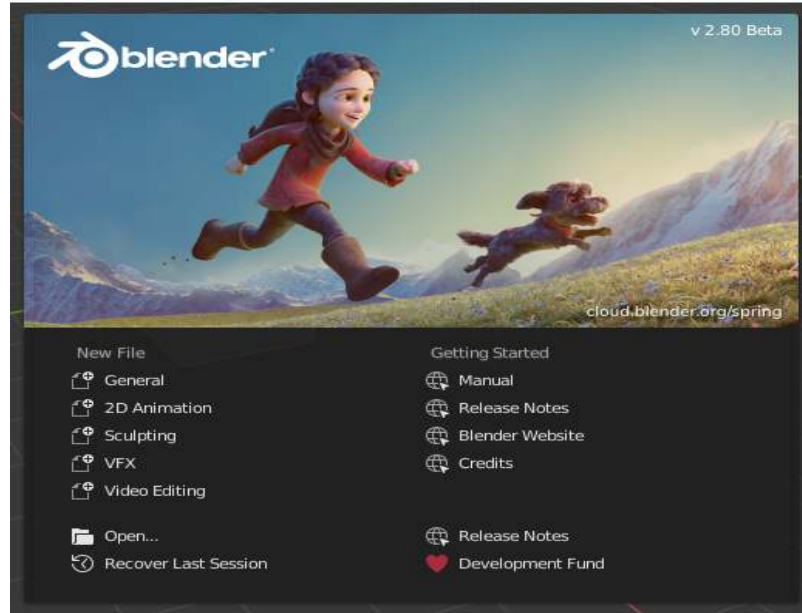 blender
v 2.80 Beta
cloud.blender.org/spring
New File
General
2D Animation
Sculpting
VFX
Video Editing
Open...
Recover Last Session
Getting Started
Manual
Release Notes
Blender Website
Credits
Release Notes
Development Fund